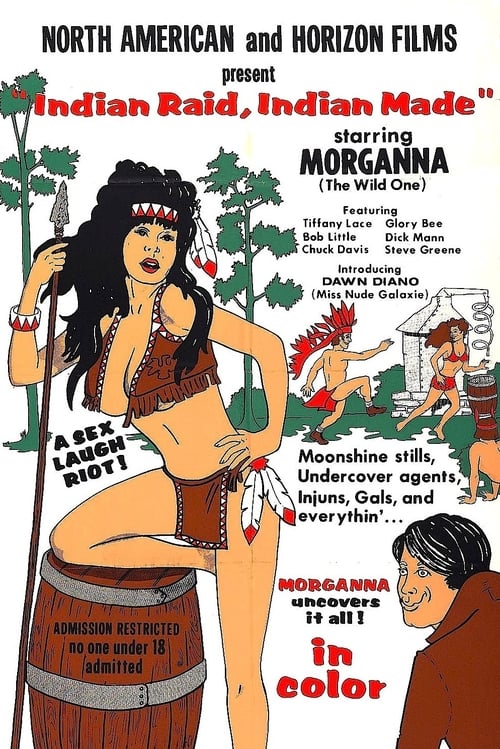 NORTH AMERICAN and HORIZON FILMS
present
"Indian Raid, Indian Made"
starring
MORGANNA
(The Wild One)
Featuring
Tiffany Lace Glory Bee
Bob Little Dick Mann
Chuck Davis Steve Greene
Introducing
DAWN DIANO
(Miss Nude Galaxie)
A SEX
LAUGH
RIOT!
Moonshine stills,
Undercover agents,
Injuns, Gals, and
everythin'...
MORGANNA
uncovers
it all!
in
color
ADMISSION RESTRICTED
no one under 18
admitted